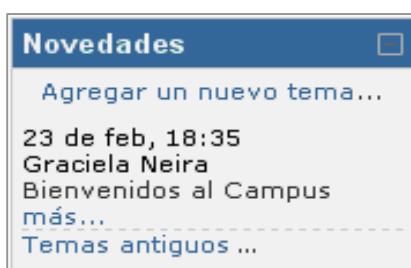 Novedades
Agregar un nuevo tema...
23 de feb, 18:35
Graciela Neira
Bienvenidos al Campus
más...
Temas antiguos ...